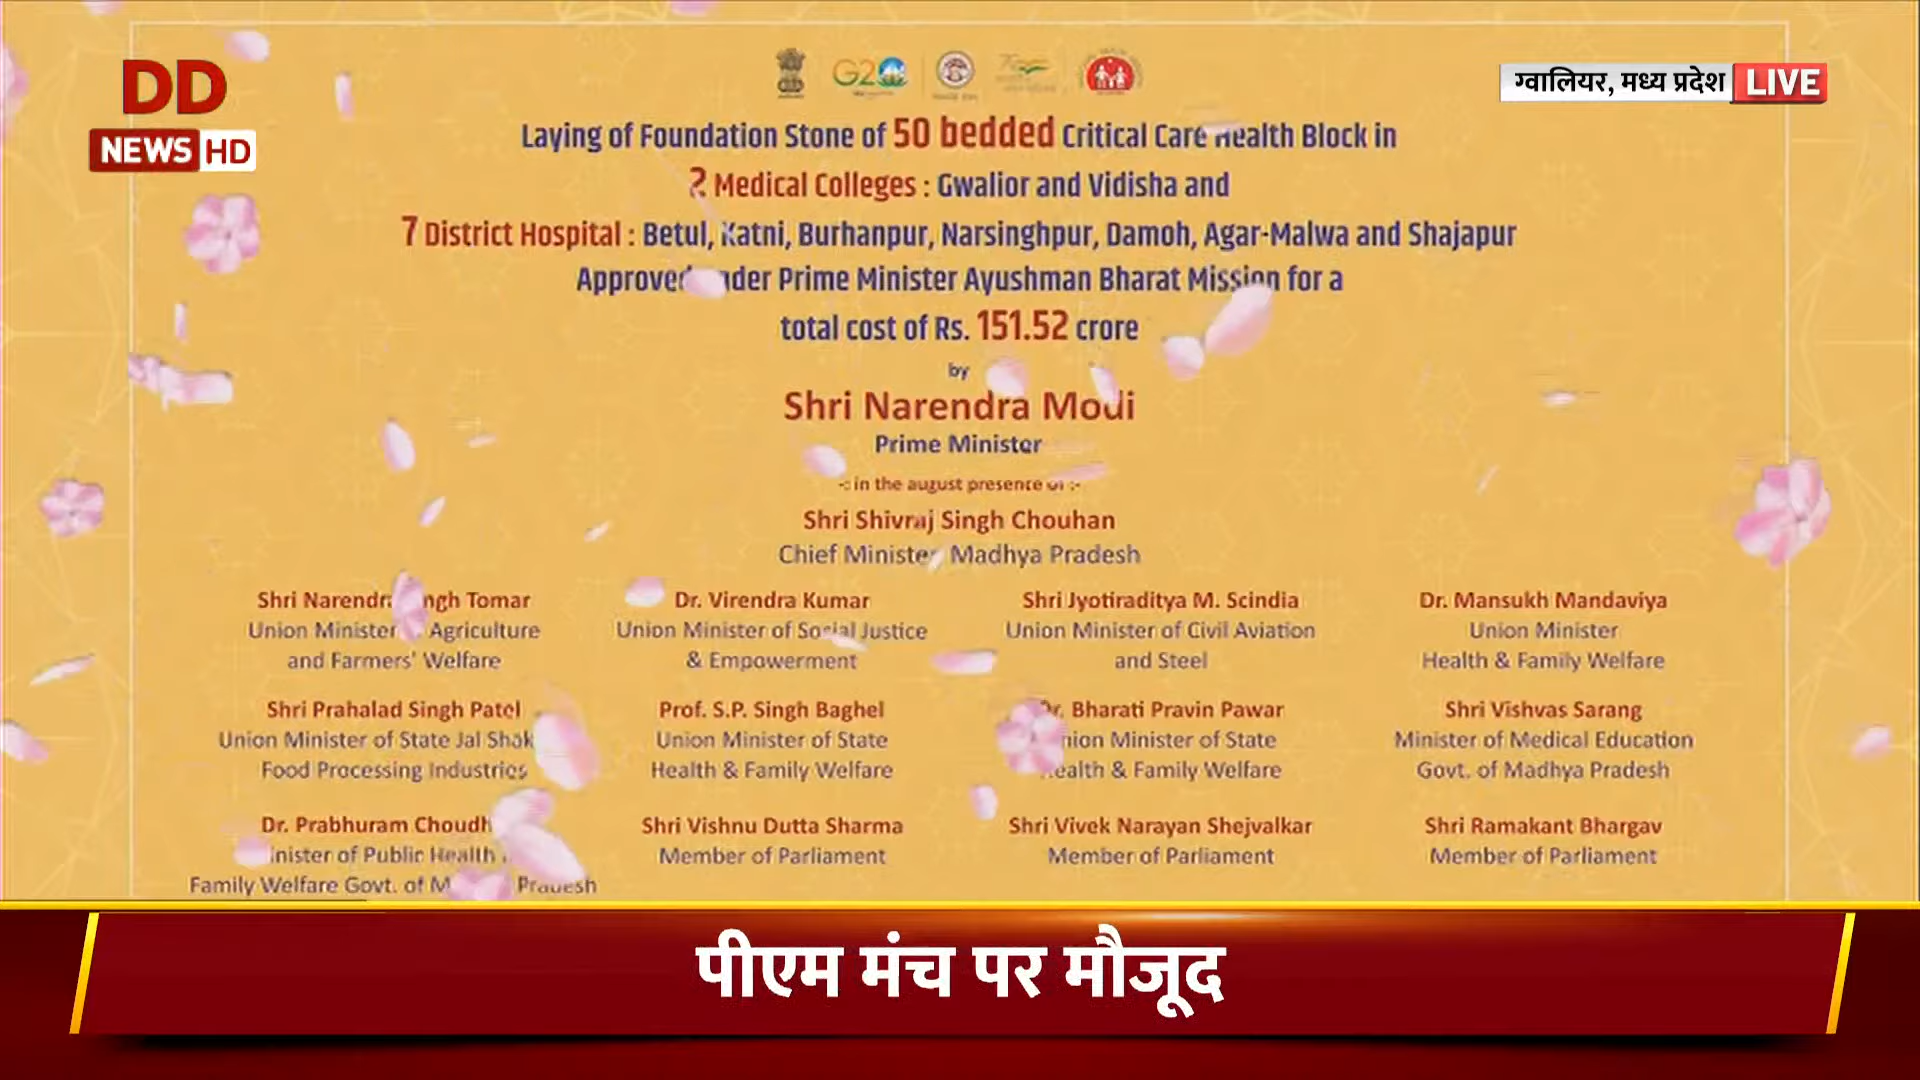 DD
NEWS HD
G20
ग्वालियर, मध्य प्रदेश LIVE
Laying of Foundation Stone of 50 bedded Critical Care Health Block in
2 Medical Colleges : Gwalior and Vidisha and
7 District Hospital : Betul, Katni, Burhanpur, Narsinghpur, Damoh, Agar-Malwa and Shajapur
Approved under Prime Minister Ayushman Bharat Mission for a
total cost of Rs. 151.52 crore
by
Shri Narendra Modi
Prime Minister
-: in the august presence of :-
Shri Shivraj Singh Chouhan
Chief Minister, Madhya Pradesh
Shri Narendra Singh Tomar
Union Minister Agriculture
and Farmers' Welfare
Dr. Virendra Kumar
Union Minister of Social Justice
& Empowerment
Shri Jyotiraditya M. Scindia
Union Minister of Civil Aviation
and Steel
Dr. Mansukh Mandaviya
Union Minister
Health & Family Welfare
Shri Prahalad Singh Patel
Union Minister of State Jal
Food Processing Industries
Prof. S.P. Singh Baghel
Union Minister of State
Health & Family Welfare
Dr. Bharati Pravin Pawar
Union Minister of State
Health & Family Welfare
Shri Vishvas Sarang
Minister of Medical Education
Govt. of Madhya Pradesh
Dr. Prabhuram
Minister of Public Health
Family Welfare Govt. of Madhya Pradesh
Shri Vishnu Dutta Sharma
Member of Parliament
Shri Vivek Narayan Shejvalkar
Member of Parliament
Shri Ramakant Bhargav
Member of Parliament
पीएम मंच पर मौजूद